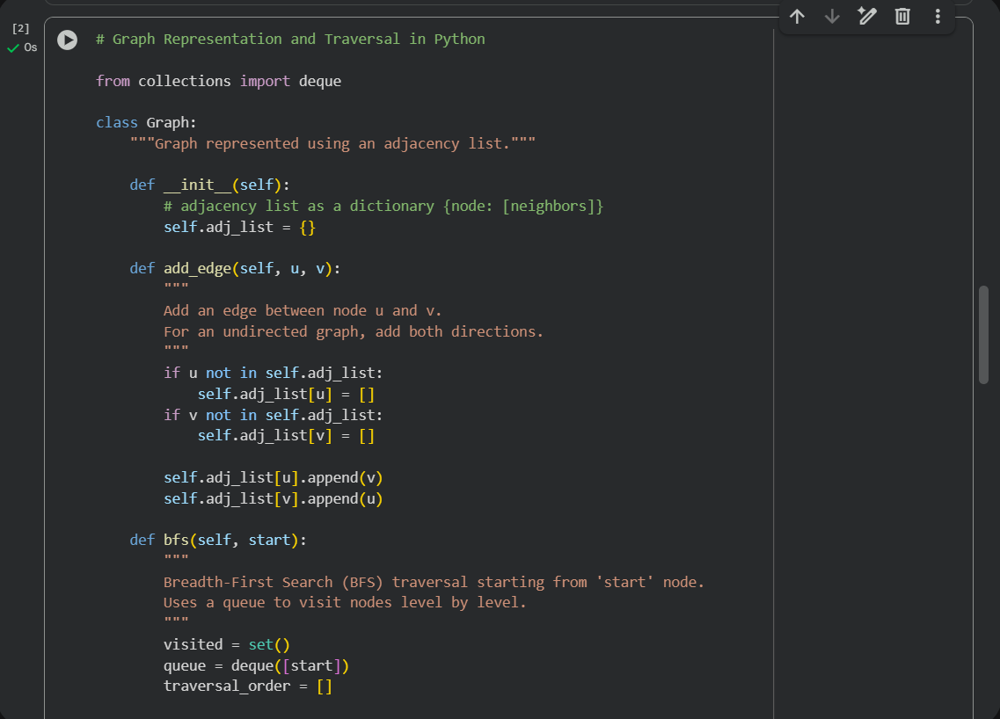 [2]
0s
# Graph Representation and Traversal in Python
from collections import deque
class Graph:
    """Graph represented using an adjacency list."""
    def __init__(self):
        # adjacency list as a dictionary {node: [neighbors]}
        self.adj_list = {}
    def add_edge(self, u, v):
        """
        Add an edge between node u and v.
        For an undirected graph, add both directions.
        """
        if u not in self.adj_list:
            self.adj_list[u] = []
        if v not in self.adj_list:
            self.adj_list[v] = []
        self.adj_list[u].append(v)
        self.adj_list[v].append(u)
    def bfs(self, start):
        """
        Breadth-First Search (BFS) traversal starting from 'start' node.
        Uses a queue to visit nodes level by level.
        """
        visited = set()
        queue = deque([start])
        traversal_order = []